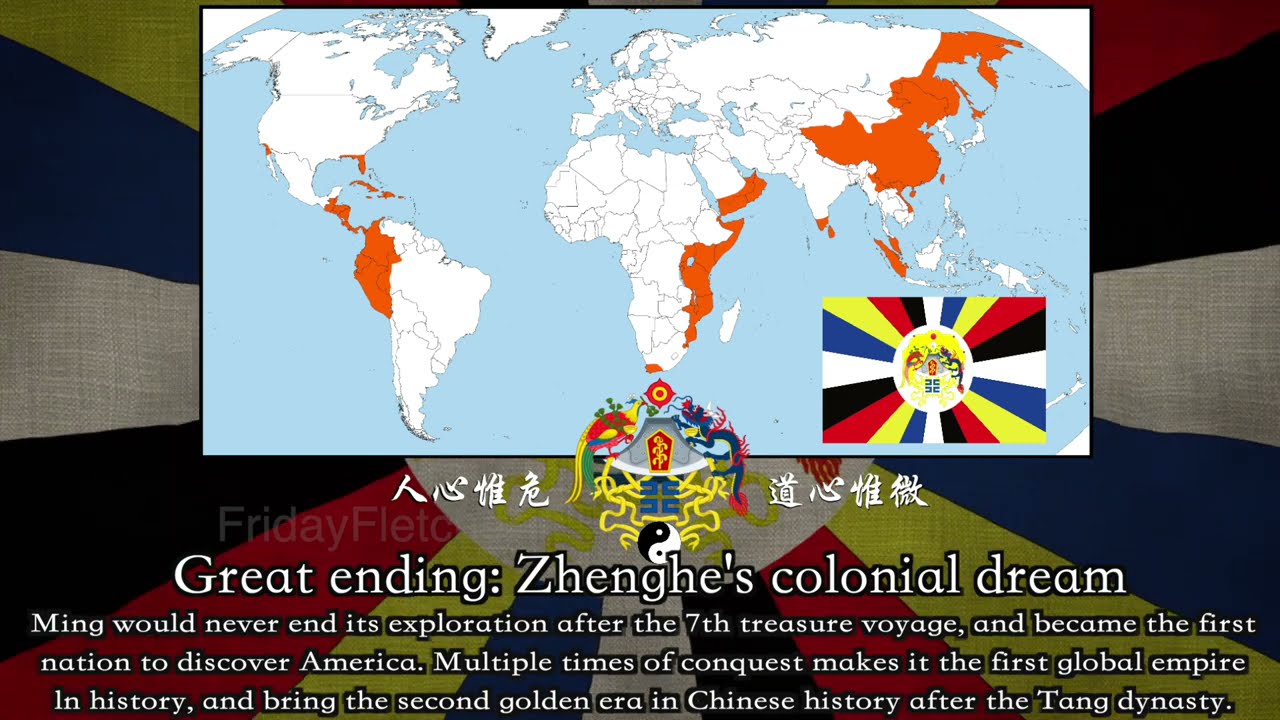 人心惟危
道心惟微
FridayFletc
Great ending: Zhenghe's colonial dream
Ming would never end its exploration after the 7th treasure voyage, and became the first
nation to discover America. Multiple times of conquest makes it the first global empire
ln history, and bring the second golden era in Chinese history after the Tang dynasty.